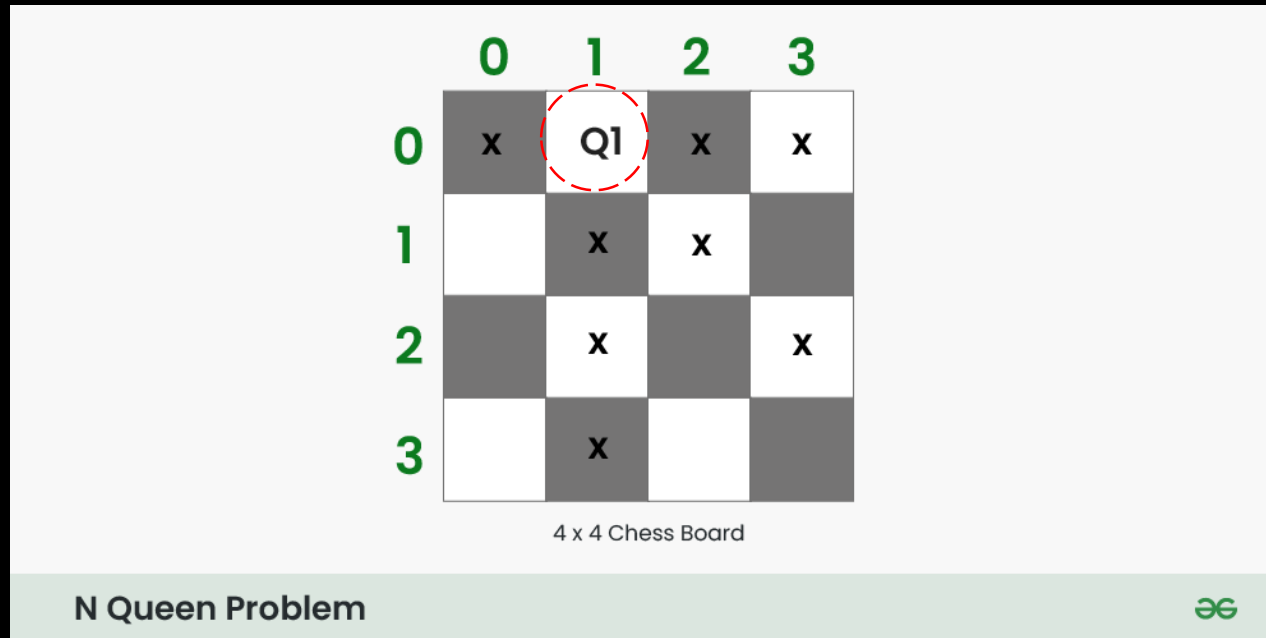 0 1 2 3
0 x Q1 x x
1 x x
2 x x
3 x
4 x 4 Chess Board
N Queen Problem